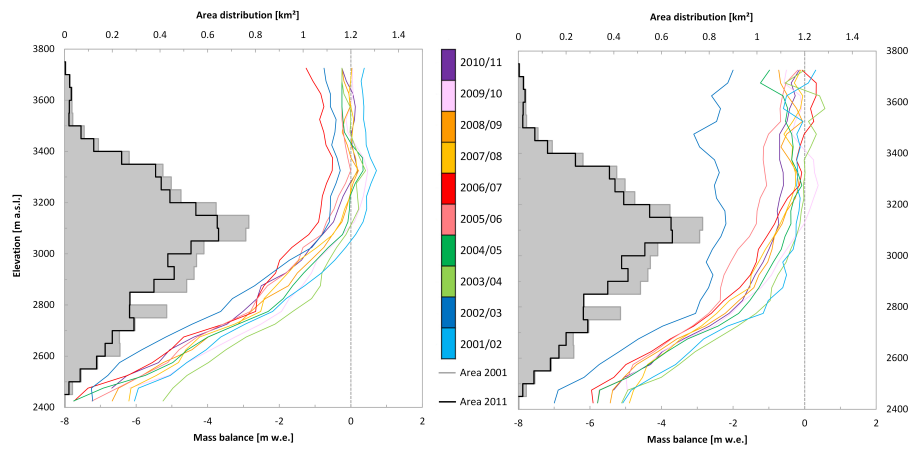 Area distribution [km²]
0 0.2 0.4 0.6 0.8 1 1.2 1.4
3800
3600
3400
3200
3000
2800
2600
2400
Elevation [m a.s.l.]
-8 -6 -4 -2 0 2
Mass balance [m w.e.]
2010/11
2009/10
2008/09
2007/08
2006/07
2005/06
2004/05
2003/04
2002/03
2001/02
Area 2001
Area 2011
Area distribution [km²]
0 0.2 0.4 0.6 0.8 1 1.2 1.4
3800
3600
3400
3200
3000
2800
2600
2400
-8 -6 -4 -2 0 2
Mass balance [m w.e.]